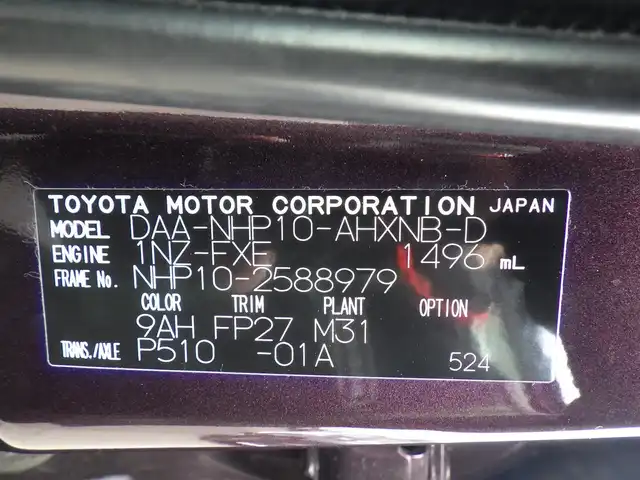 TOYOTA MOTOR CORPORATION JAPAN
MODEL DAA-NHP10-AHXNB-D
ENGINE 1NZ-FXE 1496 mL
FRAME No. NHP10-2588979
COLOR TRIM PLANT OPTION
9AH FP27 M31
TRANS./AXLE P510 -01A 524